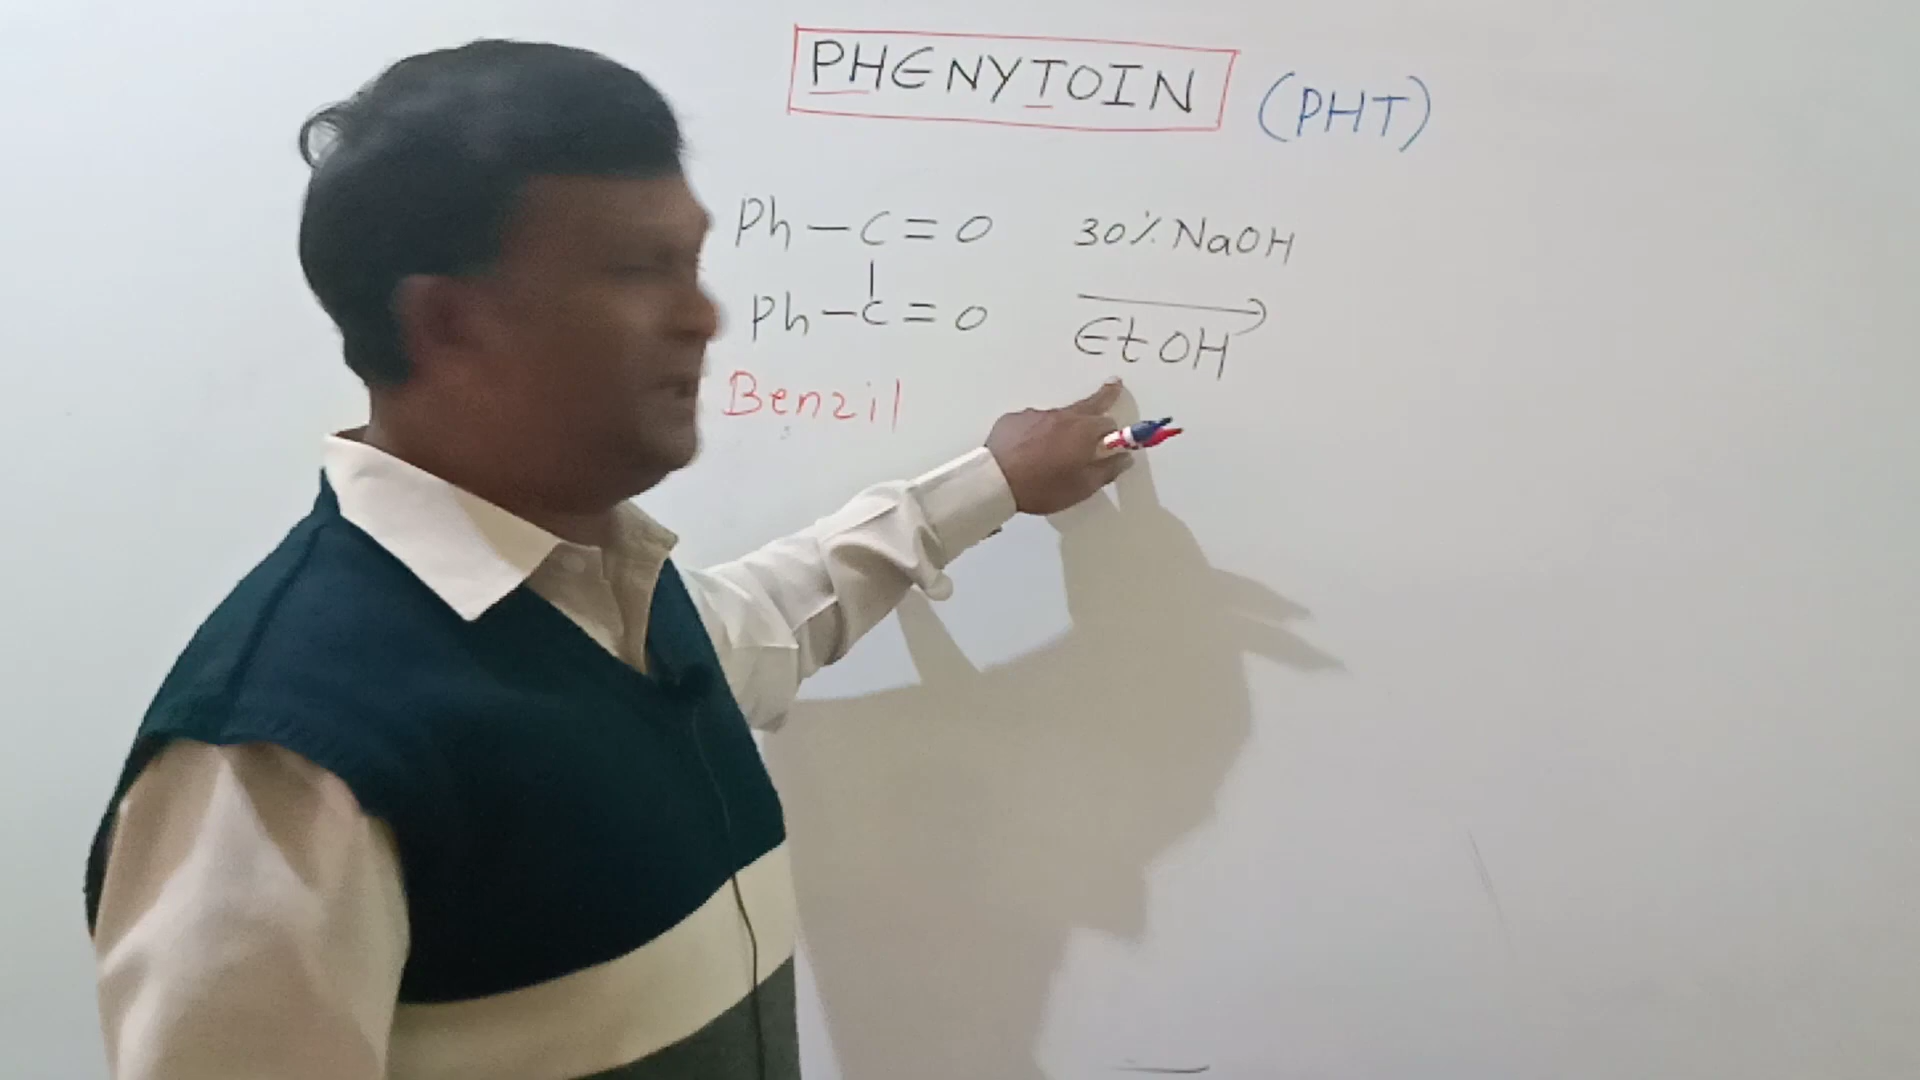 PHENYTOIN (PHT)
Ph-C=O 30% NaOH
Ph-C=O EtOH
Benzil